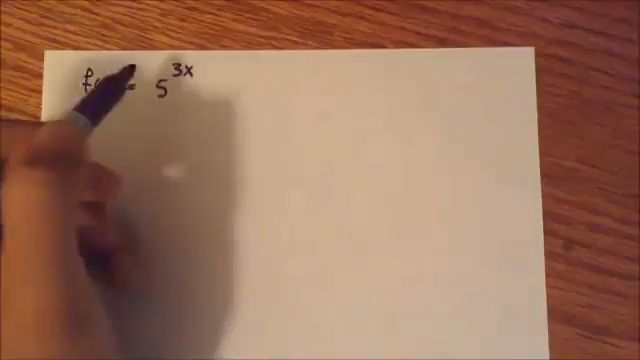 f = 5^{3x}